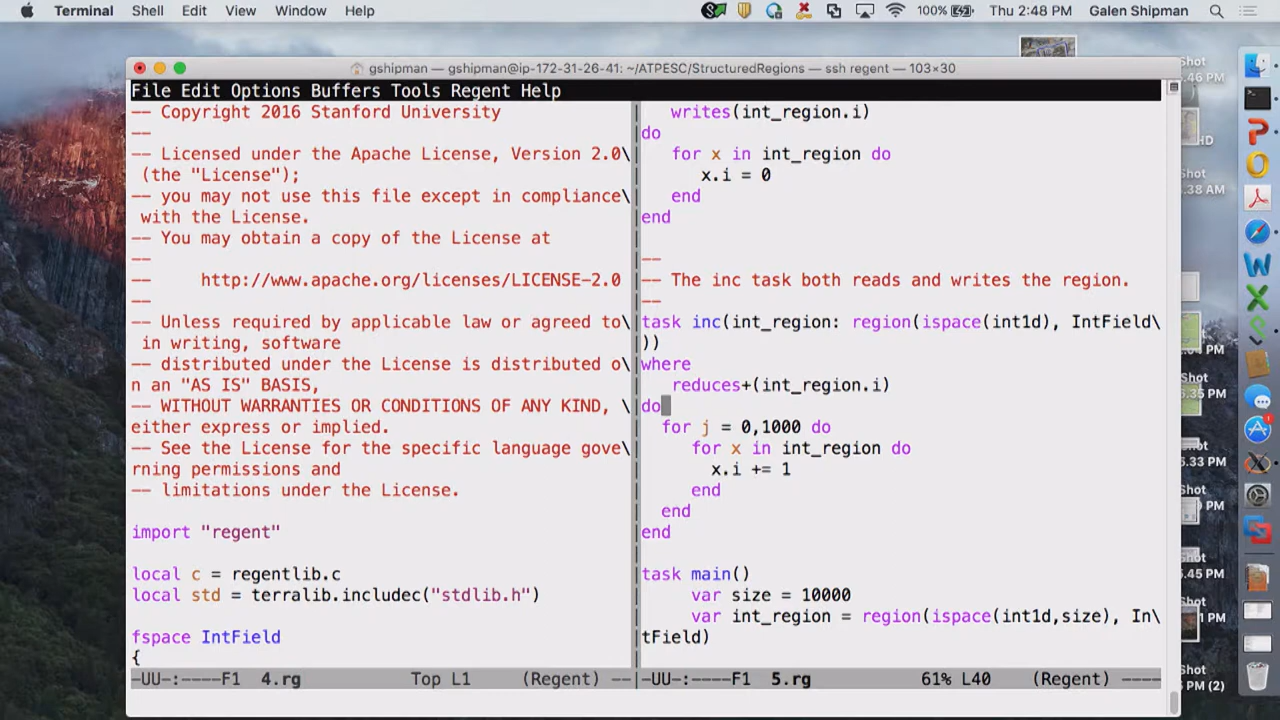 Terminal Shell Edit View Window Help 100% Thu 2:48 PM Galen Shipman
gshipman — gshipman@ip-172-31-26-41: ~/ATPESC/StructuredRegions — ssh regent — 103×30
File Edit Options Buffers Tools Regent Help
-- Copyright 2016 Stanford University
--
-- Licensed under the Apache License, Version 2.0\
(the "License");
-- you may not use this file except in compliance\
with the License.
-- You may obtain a copy of the License at
--
-- http://www.apache.org/licenses/LICENSE-2.0
--
-- Unless required by applicable law or agreed to\
in writing, software
-- distributed under the License is distributed o\
n an "AS IS" BASIS,
-- WITHOUT WARRANTIES OR CONDITIONS OF ANY KIND, \
either express or implied.
-- See the License for the specific language gove\
rning permissions and
-- limitations under the License.
import "regent"
local c = regentlib.c
local std = terralib.includec("stdlib.h")
fspace IntField
{
-UU-:----F1 4.rg Top L1 (Regent) --
writes(int_region.i)
do
for x in int_region do
x.i = 0
end
end
--
-- The inc task both reads and writes the region.
--
task inc(int_region: region(ispace(int1d), IntField\
))
where
reduces+(int_region.i)
do
for j = 0,1000 do
for x in int_region do
x.i += 1
end
end
end
task main()
var size = 10000
var int_region = region(ispace(int1d,size), In\
tField)
-UU-:----F1 5.rg 61% L40 (Regent) ----